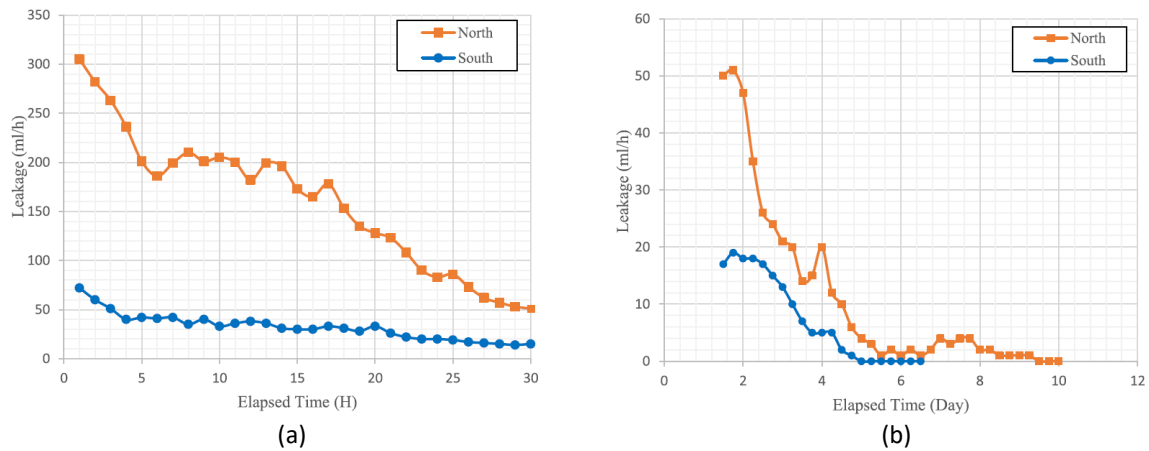 350
300
250
200
150
100
50
0
Leakage (ml/h)
North
South
0 5 10 15 20 25 30
Elapsed Time (H)
(a)
60
50
40
30
20
10
0
Leakage (ml/h)
North
South
0 2 4 6 8 10 12
Elapsed Time (Day)
(b)